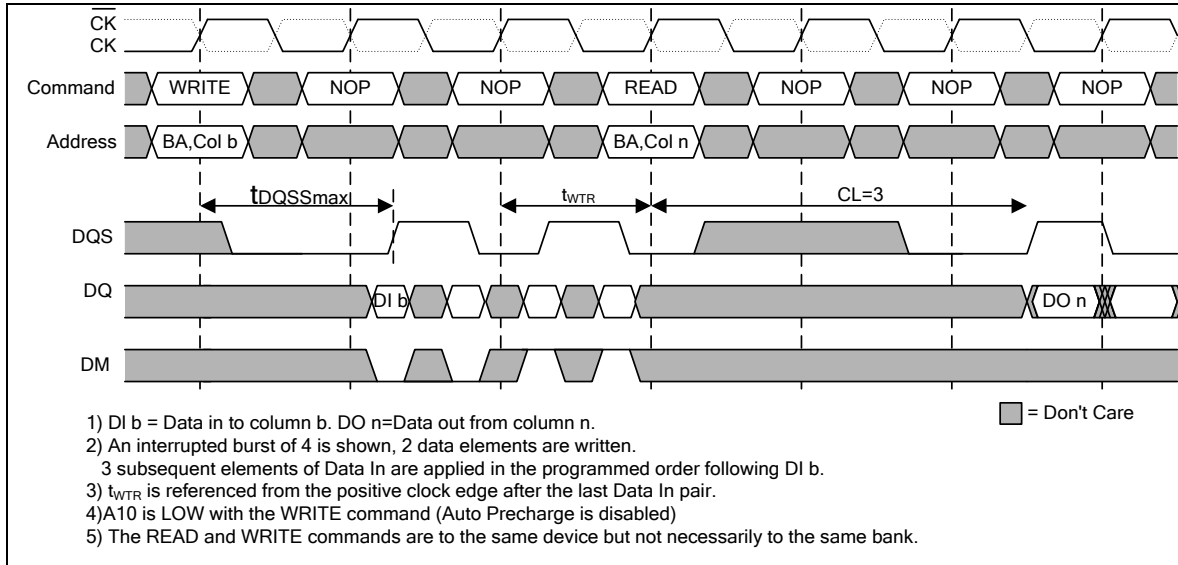 CK
CK
Command WRITE NOP NOP READ NOP NOP NOP
Address BA,Col b BA,Col n
tDQSSmax tWTR CL=3
DQS
DQ DI b DO n
DM
1) DI b = Data in to column b. DO n=Data out from column n.
= Don't Care
2) An interrupted burst of 4 is shown, 2 data elements are written.
3 subsequent elements of Data In are applied in the programmed order following DI b.
3) tWTR is referenced from the positive clock edge after the last Data In pair.
4)A10 is LOW with the WRITE command (Auto Precharge is disabled)
5) The READ and WRITE commands are to the same device but not necessarily to the same bank.